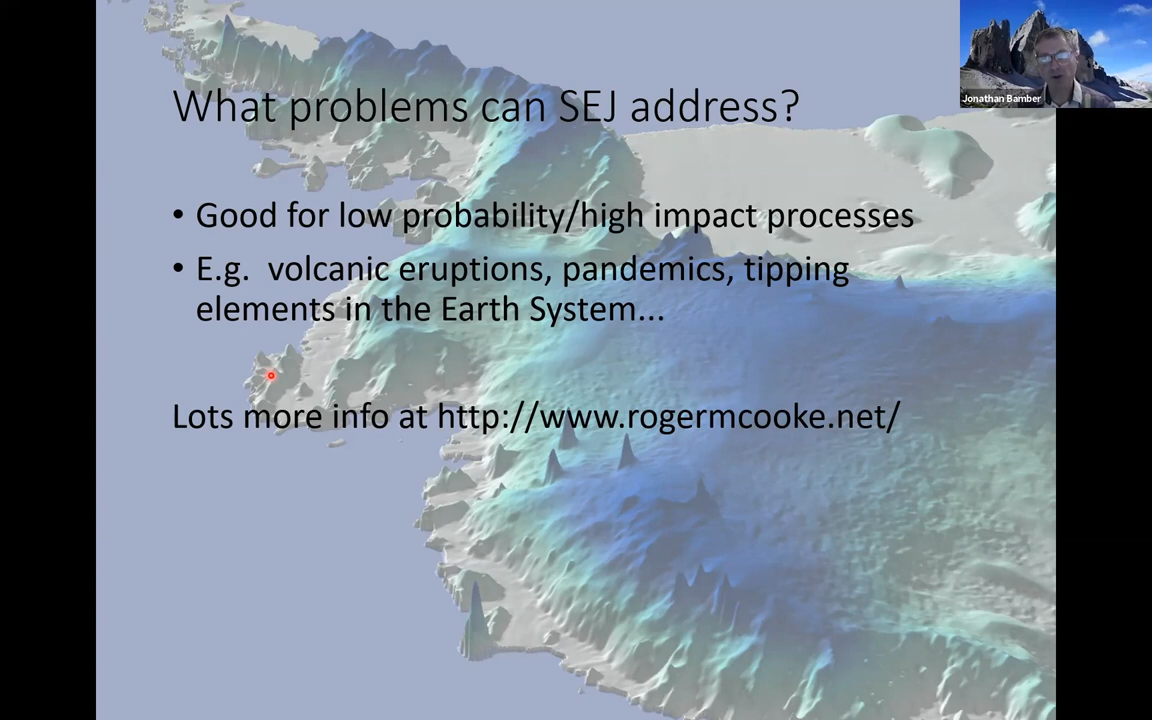 Jonathan Bamber
What problems can SEJ address?
• Good for low probability/high impact processes
• E.g.  volcanic eruptions, pandemics, tipping
elements in the Earth System...
Lots more info at http://www.rogermcooke.net/